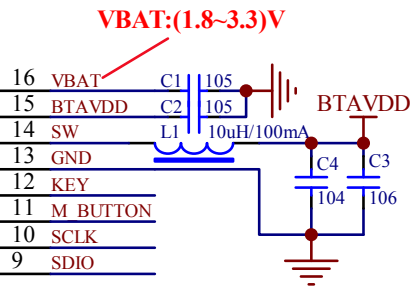 VBAT:(1.8~3.3)V
16 VBAT C1 105
15 BTAVDD C2 105 BTAVDD
14 SW L1 10uH/100mA
13 GND C4 C3
12 KEY 104 106
11 M BUTTON
10 SCLK
9 SDIO